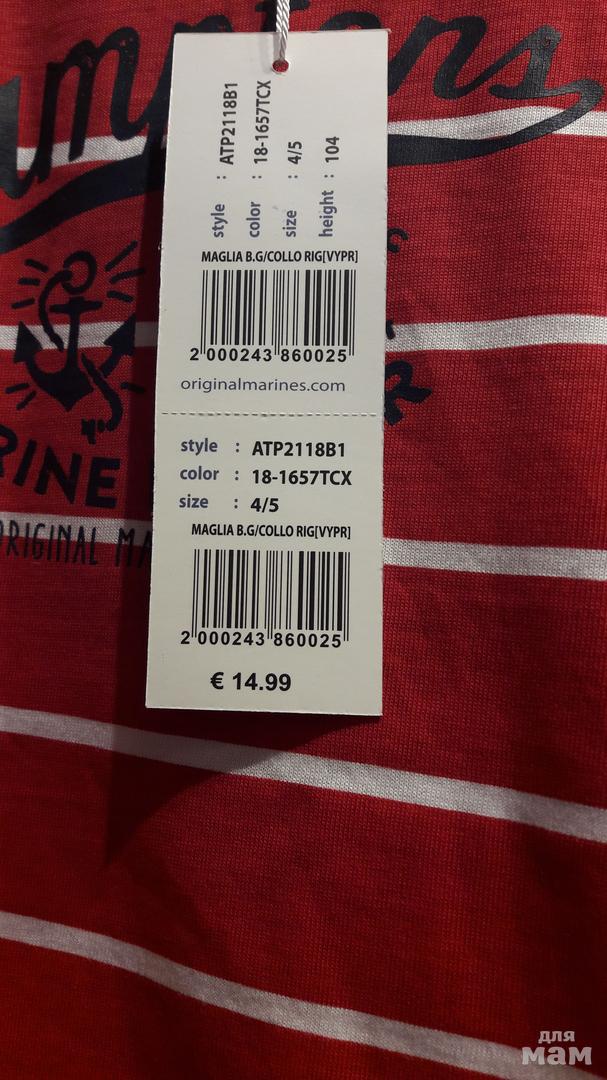 style : ATP2118B1
color : 18-1657TCX
size : 4/5
height : 104
MAGLIA B.G/COLLO RIG[VYPR]
2 000243 860025
originalmarines.com
style : ATP2118B1
color : 18-1657TCX
size : 4/5
MAGLIA B.G/COLLO RIG[VYPR]
2 000243 860025
€ 14.99
ORIGINAL
для
мам